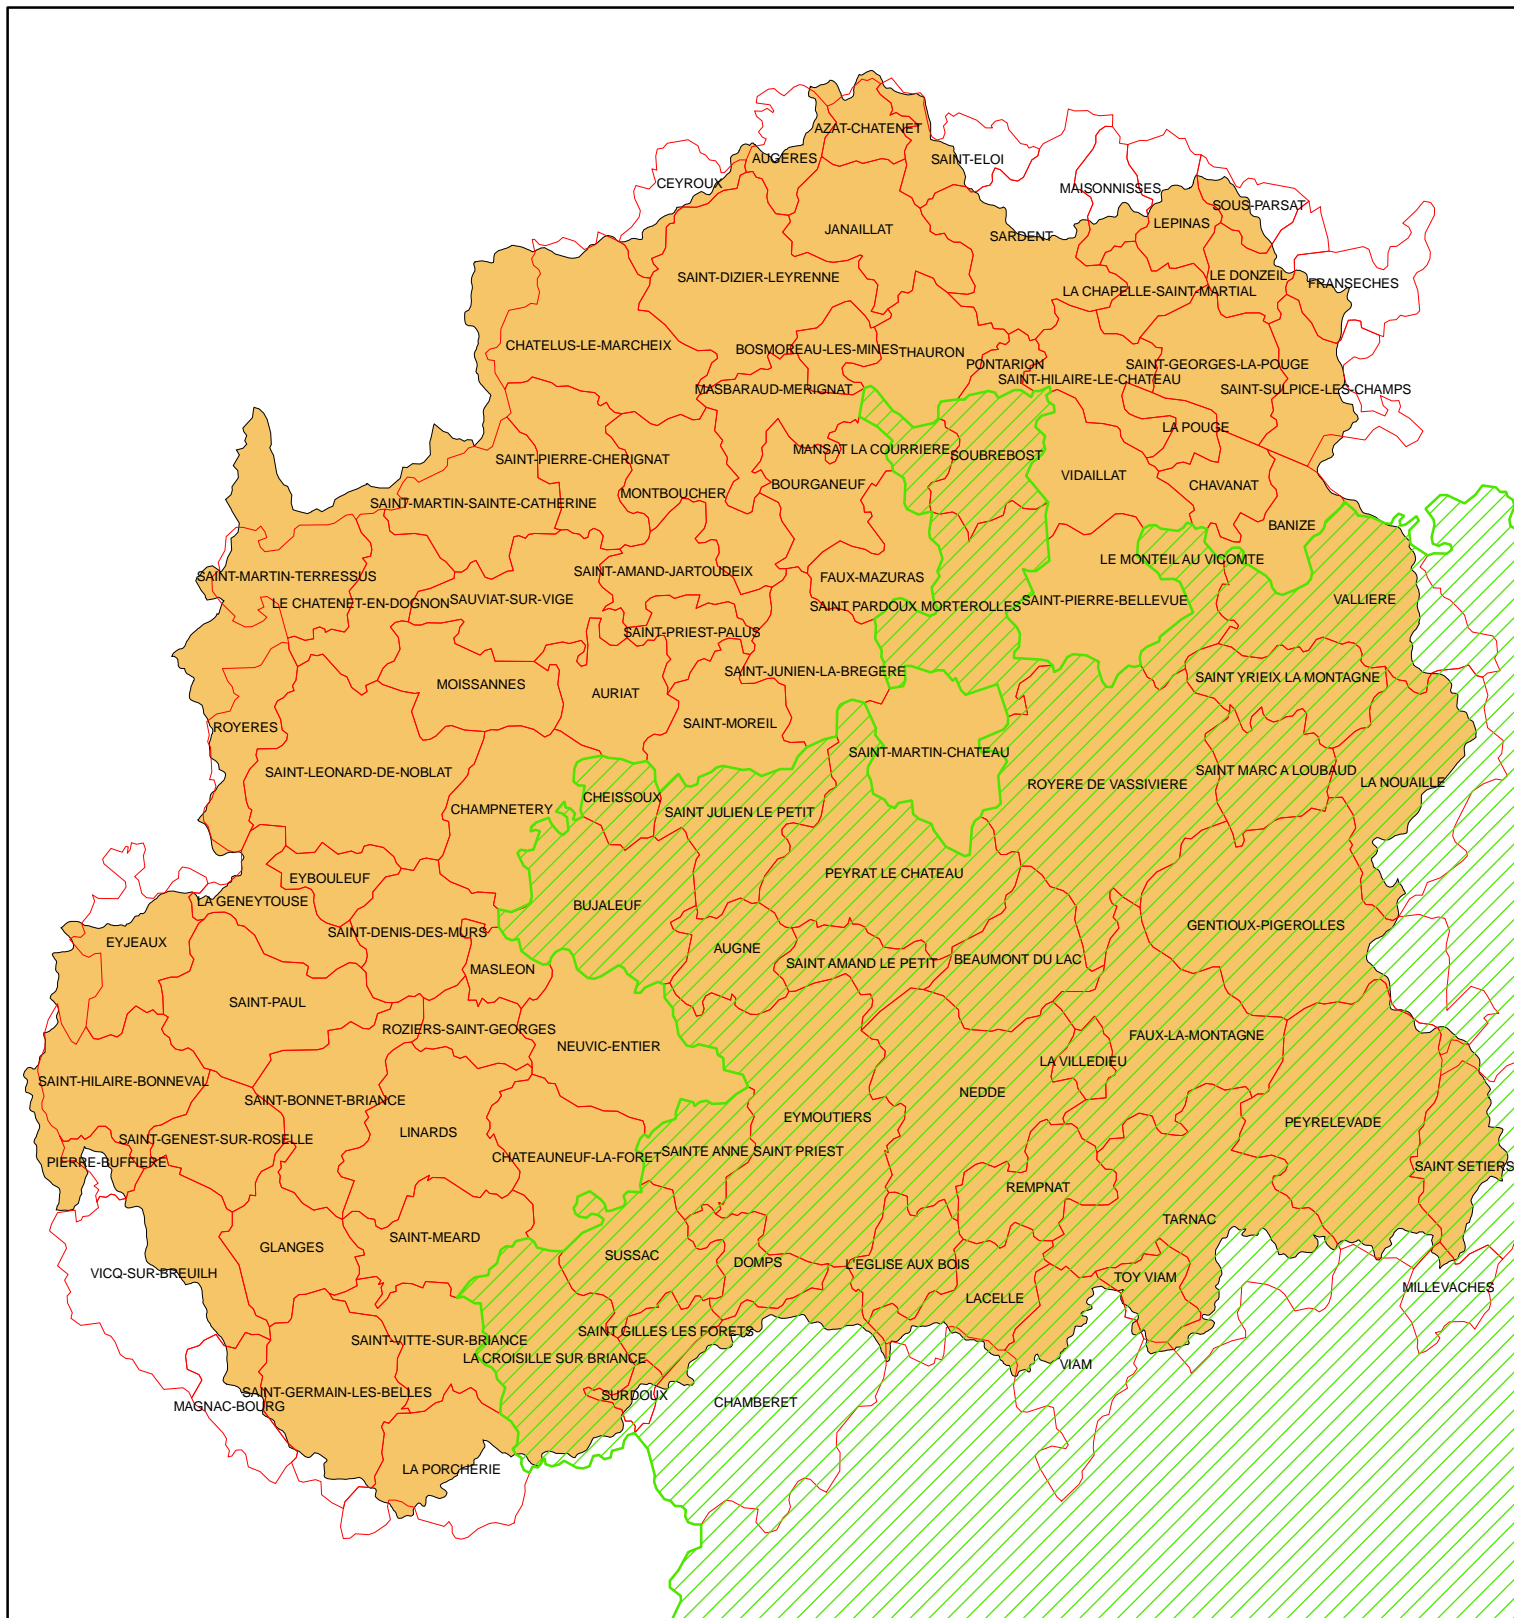 AZAT-CHATENET
AUGERES
SAINT-ELOI
CEYROUX
MAISONNISSES
SOUS-PARSAT
LEPINAS
JANAILLAT
SARDENT
SAINT-DIZIER-LEYRENNE
LE DONZEIL
FRANSECHES
LA CHAPELLE-SAINT-MARTIAL
CHATELUS-LE-MARCHEIX
BOSMOREAU-LES-MINES
THAURON
PONTARION
SAINT-GEORGES-LA-POUGE
SAINT-HILAIRE-LE-CHATEAU
MASBARAUD-MERIGNAT
SAINT-SULPICE-LES-CHAMPS
LA POUGE
MANSAT LA COURRIERE
SOUBREBOST
SAINT-PIERRE-CHERIGNAT
VIDAILLAT
BOURGANEUF
CHAVANAT
MONTBOUCHER
SAINT-MARTIN-SAINTE-CATHERINE
BANIZE
LE MONTEIL AU VICOMTE
SAINT-AMAND-JARTOUDEIX
SAINT-MARTIN-TERRESSUS
FAUX-MAZURAS
LE CHATENET-EN-DOGNON
SAUVIAT-SUR-VIGE
SAINT PARDOUX MORTEROLLES
SAINT-PIERRE-BELLEVUE
VALLIERE
SAINT-PRIEST-PALUS
SAINT-JUNIEN-LA-BREGERE
SAINT YRIEIX LA MONTAGNE
MOISSANNES
AURIAT
SAINT-MOREIL
ROYERES
SAINT-MARTIN-CHATEAU
SAINT-LEONARD-DE-NOBLAT
SAINT MARC A LOUBAUD
ROYERE DE VASSIVIERE
LA NOUAILLE
CHEISSOUX
CHAMPNETERY
SAINT JULIEN LE PETIT
PEYRAT LE CHATEAU
EYBOULEUF
LA GENEYTOUSE
BUJALEUF
GENTIOUX-PIGEROLLES
SAINT-DENIS-DES-MURS
EYJEAUX
AUGNE
BEAUMONT DU LAC
SAINT AMAND LE PETIT
MASLEON
SAINT-PAUL
ROZIERS-SAINT-GEORGES
FAUX-LA-MONTAGNE
NEUVIC-ENTIER
LA VILLEDIEU
SAINT-HILAIRE-BONNEVAL
NEDDE
SAINT-BONNET-BRIANCE
EYMOUTIERS
PEYRELEVADE
LINARDS
SAINT-GENEST-SUR-ROSELLE
SAINTE ANNE SAINT PRIEST
CHATEAUNEUF-LA-FORET
PIERRE-BUFFIERE
SAINT SETIERS
REMPNAT
TARNAC
SAINT-MEARD
GLANGES
SUSSAC
DOMPS
L'EGLISE AUX BOIS
VICQ-SUR-BREUILH
TOY VIAM
MILLEVACHES
LACELLE
SAINT GILLES LES FORETS
SAINT-VITTE-SUR-BRIANCE
LA CROISILLE SUR BRIANCE
VIAM
SAINT-GERMAIN-LES-BELLES
SURDOUX
CHAMBERET
MAGNAC-BOURG
LA PORCHERIE